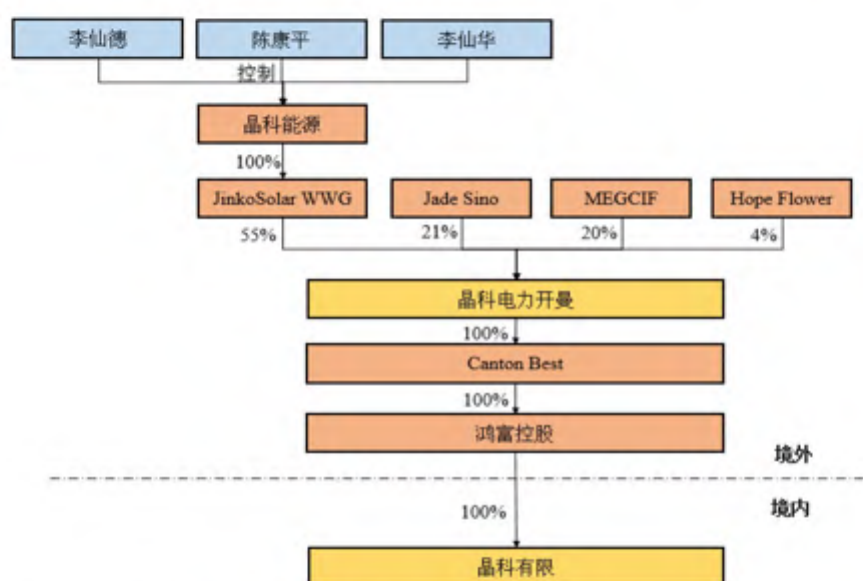 李仙德 陈康平 李仙华
控制
晶科能源
100%
JinkoSolar WWG Jade Sino MEGCIF Hope Flower
55% 21% 20% 4%
晶科电力开曼
100%
Canton Best
100%
鸿富控股
境外
境内
100%
晶科有限